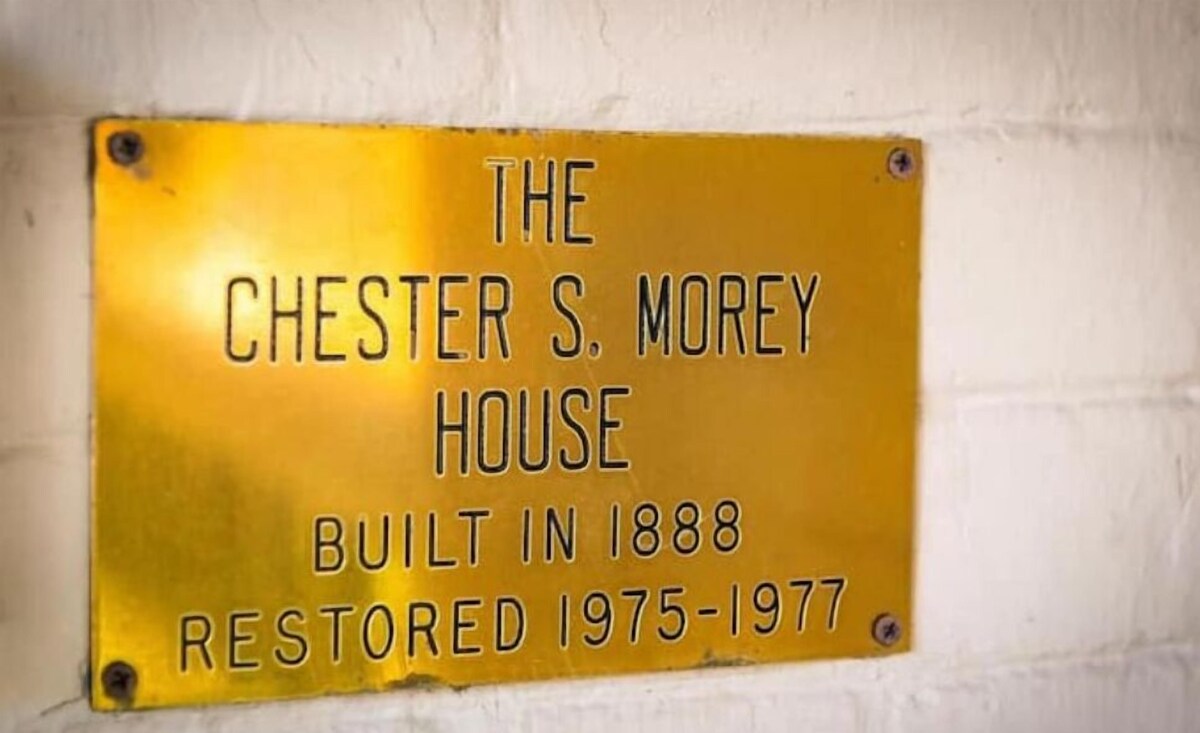 THE
CHESTER S. MOREY
HOUSE
BUILT IN 1888
RESTORED 1975-1977